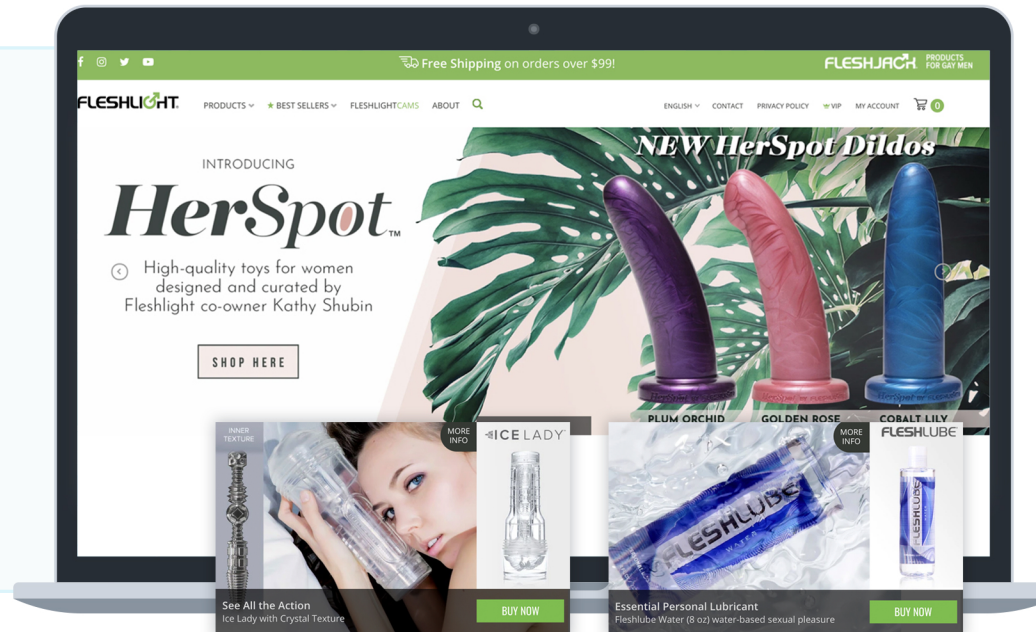 Free Shipping on orders over $99!
FLESHJACK PRODUCTS
FOR GAY MEN
FLESHLIGHT
PRODUCTS
★ BEST SELLERS
FLESHLIGHTCAMS
ABOUT
ENGLISH
CONTACT
PRIVACY POLICY
VIP
MY ACCOUNT
0
INTRODUCING
HerSpot™
High-quality toys for women
designed and curated by
Fleshlight co-owner Kathy Shubin
SHOP HERE
NEW HerSpot Dildos
PLUM ORCHID
GOLDEN ROSE
COBALT LILY
INNER
TEXTURE
MORE
INFO
ICE LADY
See All the Action
Ice Lady with Crystal Texture
BUY NOW
FLESHLUBE
WATER
MORE
INFO
FLESHLUBE
FLESHLUBE
Essential Personal Lubricant
Fleshlube Water (8 oz) water-based sexual pleasure
BUY NOW